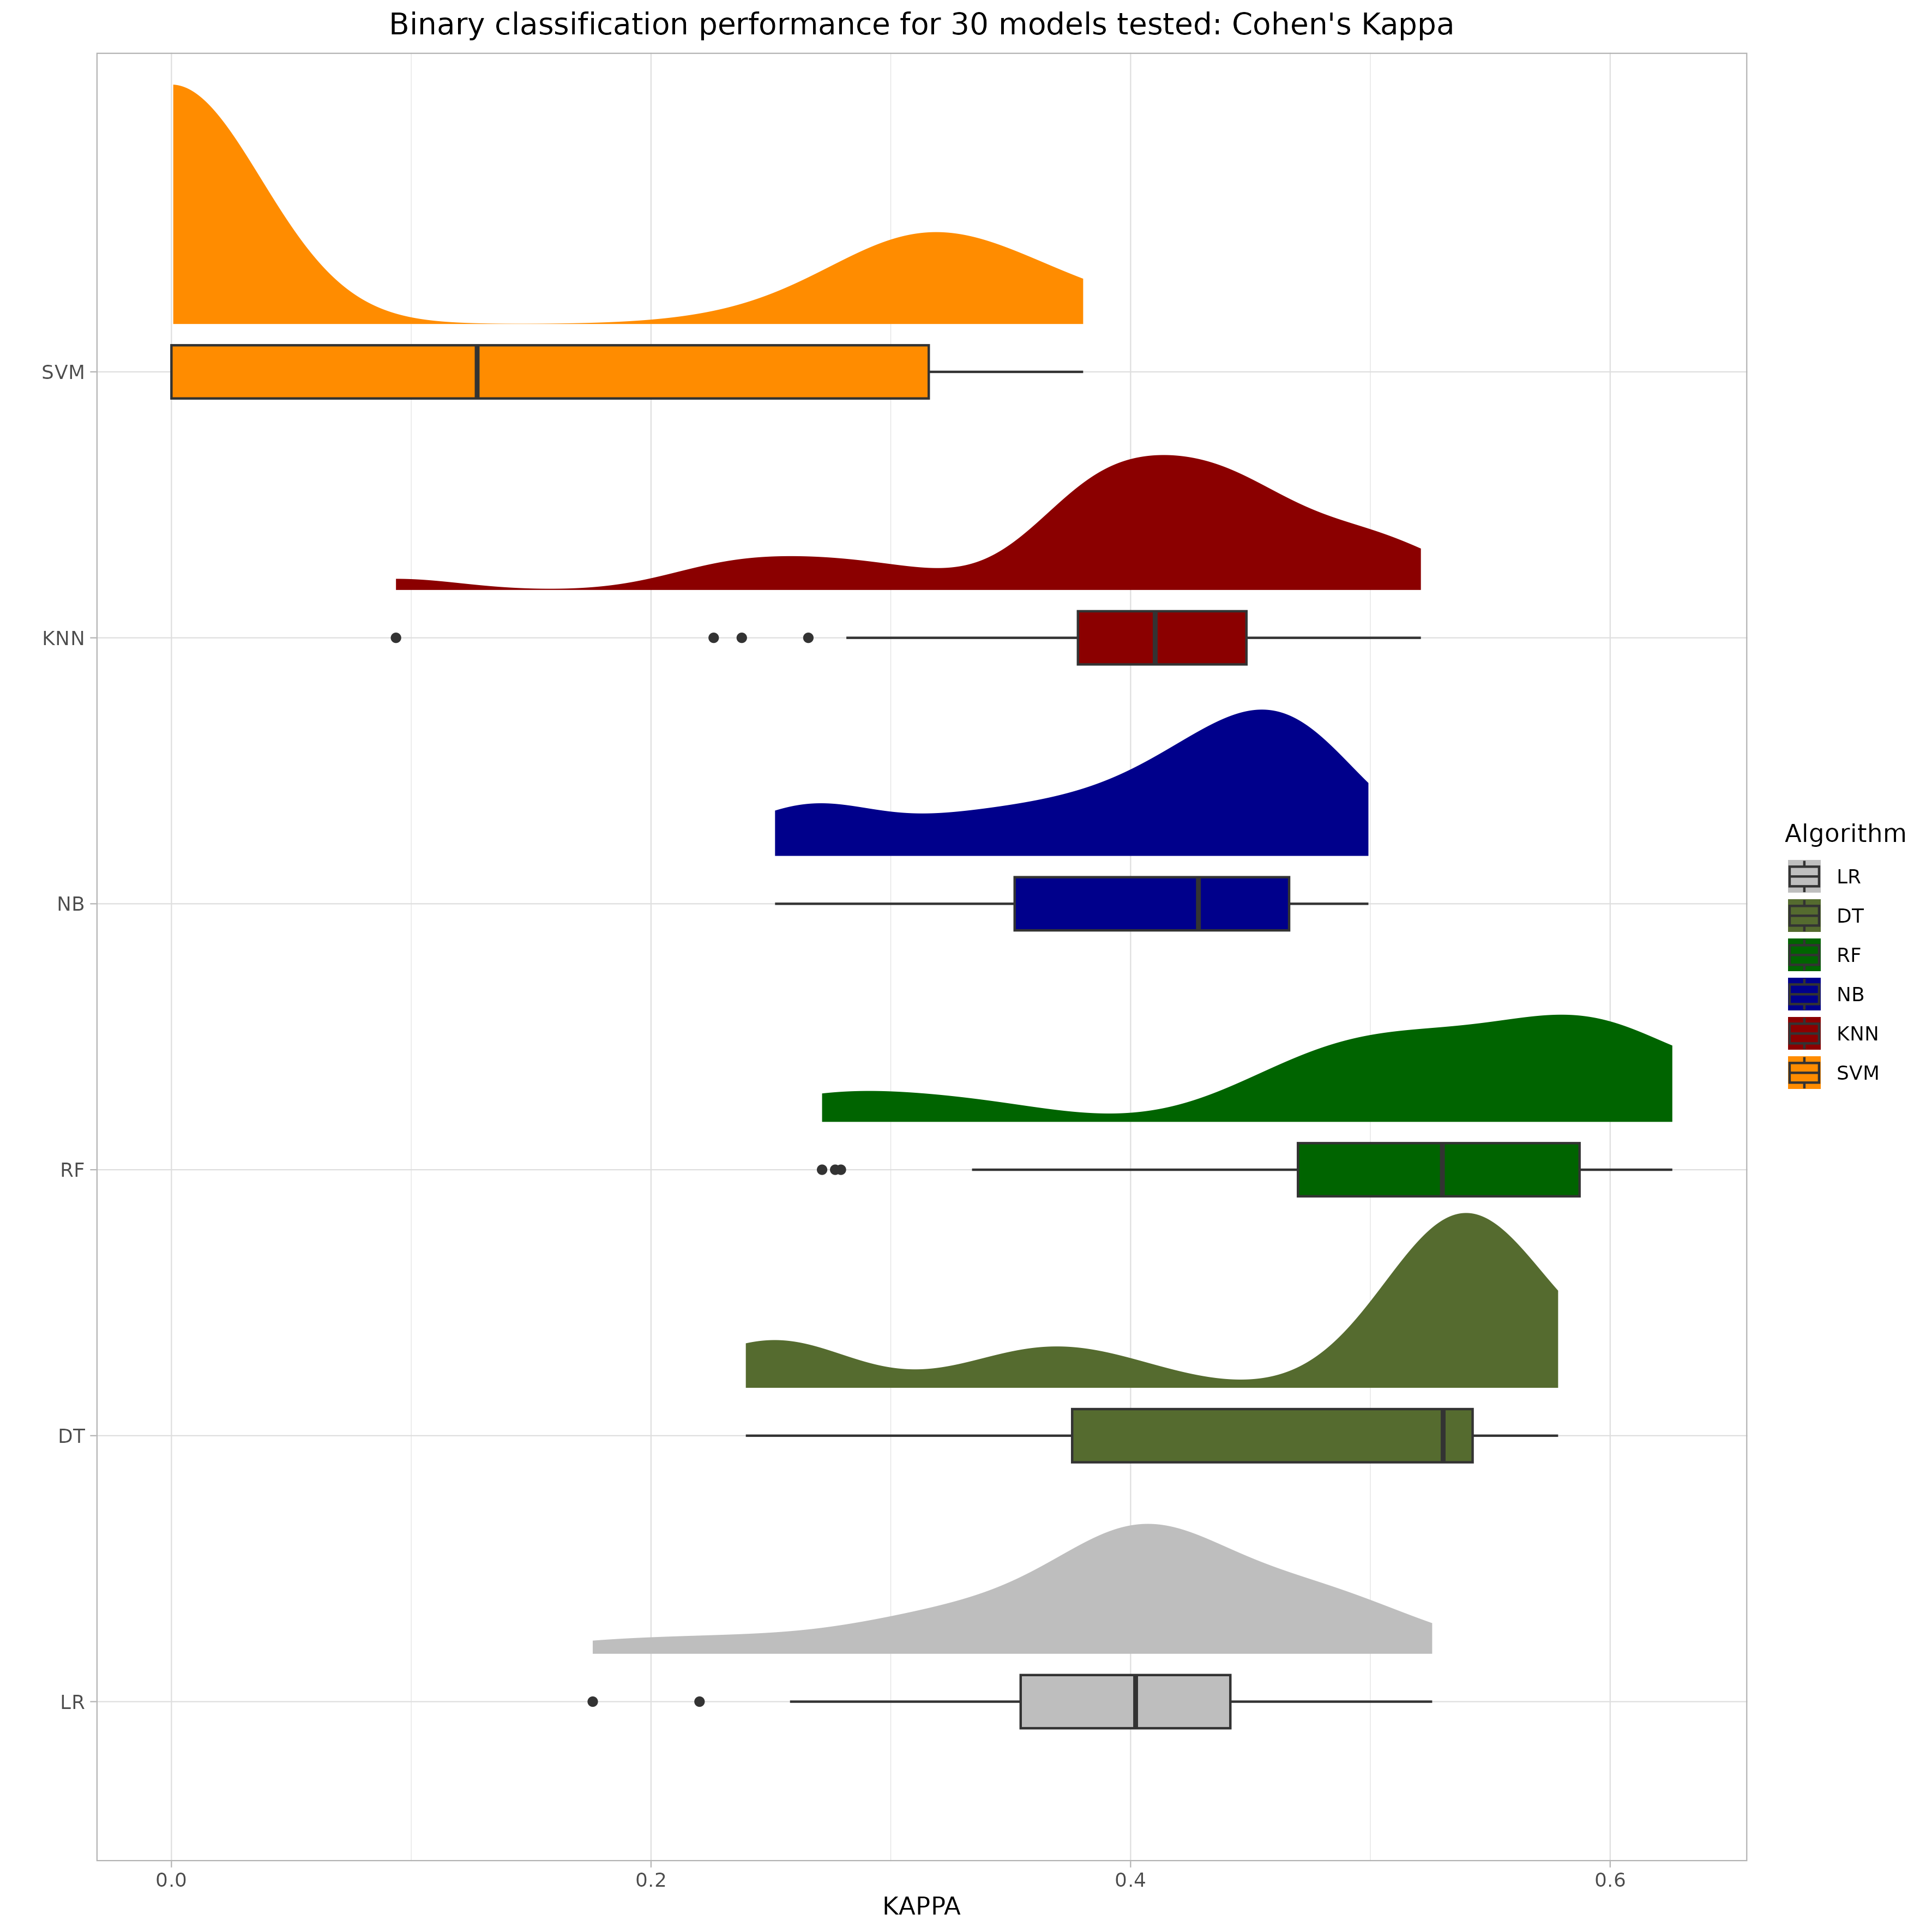 Binary classification performance for 30 models tested: Cohen's Kappa
SVM
KNN
NB
RF
DT
LR
0.0
0.2
0.4
0.6
KAPPA
Algorithm
LR
DT
RF
NB
KNN
SVM